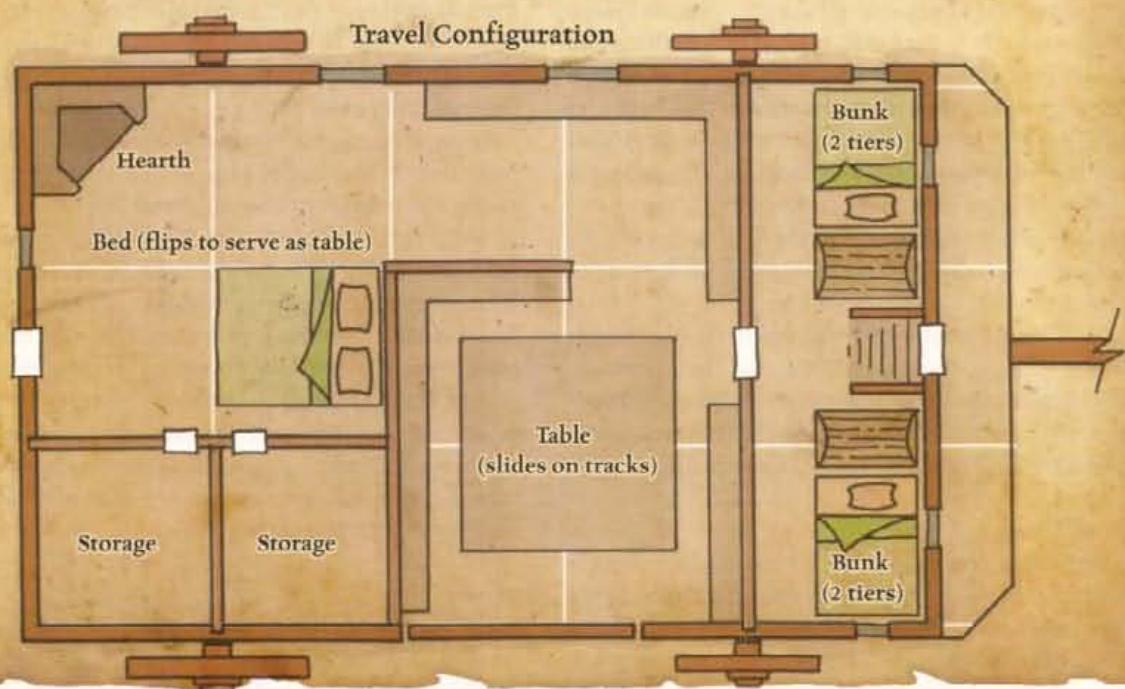 Travel Configuration
Bunk
(2 tiers)
Hearth
Bed (flips to serve as table)
Table
(slides on tracks)
Storage
Storage
Bunk
(2 tiers)